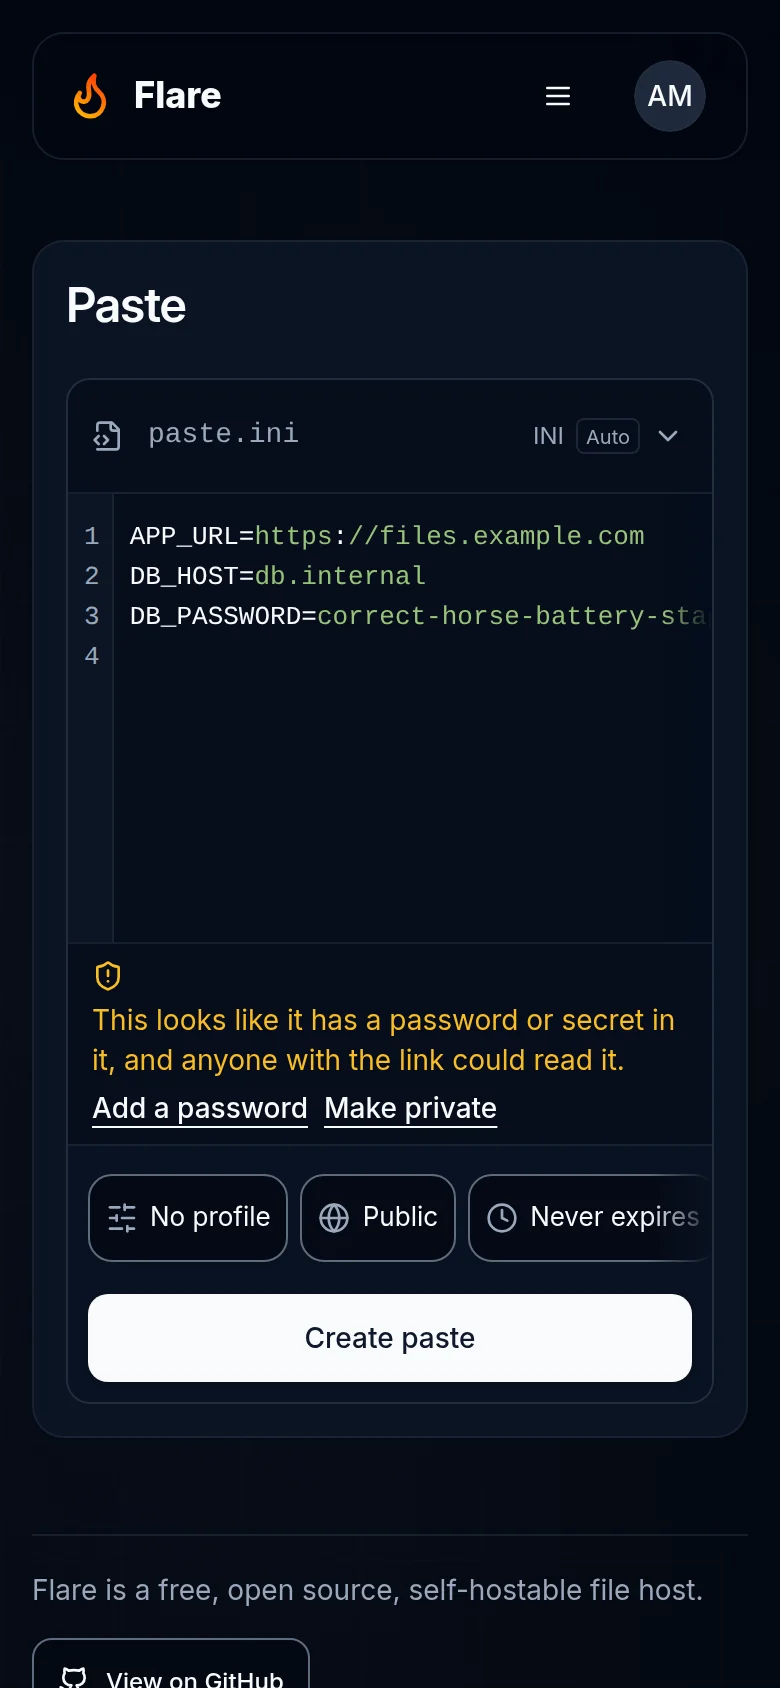 Flare
AM
Paste
paste.ini
INI Auto
1 APP_URL=https://files.example.com
2 DB_HOST=db.internal
3 DB_PASSWORD=correct-horse-battery-sta
4
This looks like it has a password or secret in
it, and anyone with the link could read it.
Add a password Make private
No profile Public Never expires
Create paste
Flare is a free, open source, self-hostable file host.
View on GitHub